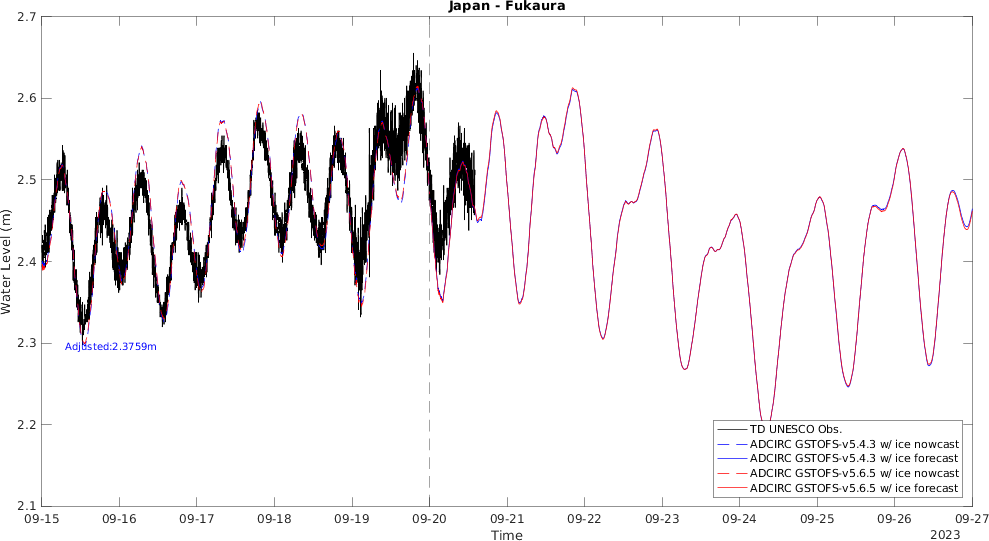 Japan - Fukaura
2.7
2.6
2.5
2.4
2.3
2.2
2.1
Water Level (m)
Adjusted:2.3759m
TD UNESCO Obs.
ADCIRC GSTOFS-v5.4.3 w/ ice nowcast
ADCIRC GSTOFS-v5.4.3 w/ ice forecast
ADCIRC GSTOFS-v5.6.5 w/ ice nowcast
ADCIRC GSTOFS-v5.6.5 w/ ice forecast
09-15 09-16 09-17 09-18 09-19 09-20 09-21 09-22 09-23 09-24 09-25 09-26 09-27
Time
2023